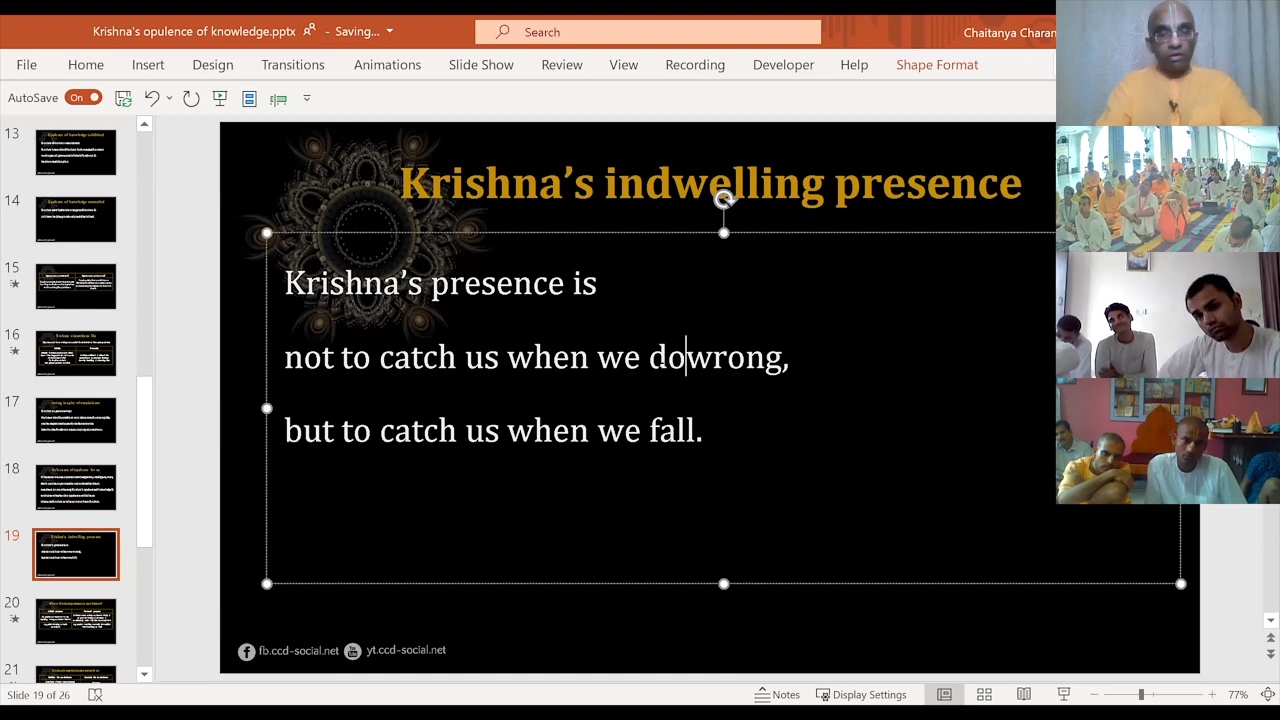 Krishna's opulence of knowledge.pptx - Saving...
Search
Chaitanya Charan
File Home Insert Design Transitions Animations Slide Show Review View Recording Developer Help Shape Format
AutoSave On
13
14
15
16
17
18
19
20
21
Krishna’s indwelling presence
Krishna’s presence is
not to catch us when we dowrong,
but to catch us when we fall.
fb.ccd-social.net yt.ccd-social.net
Slide 19 of 26 Notes Display Settings 77%